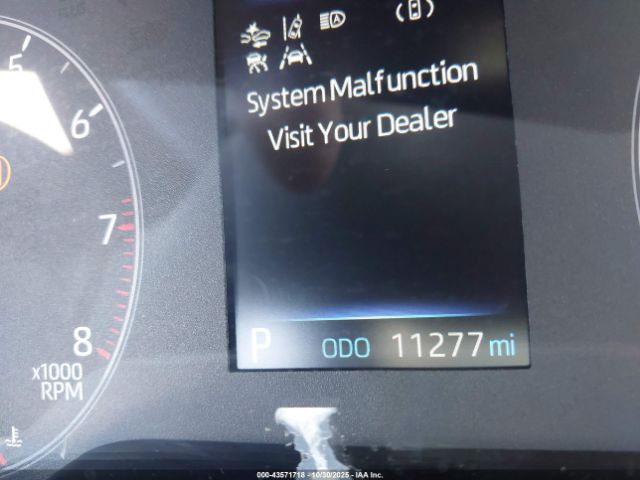 5
6
7
8
x1000
RPM
System Malfunction
Visit Your Dealer
P ODO 11277 mi
000-43571718 - 10/30/2025 - IAA Inc.